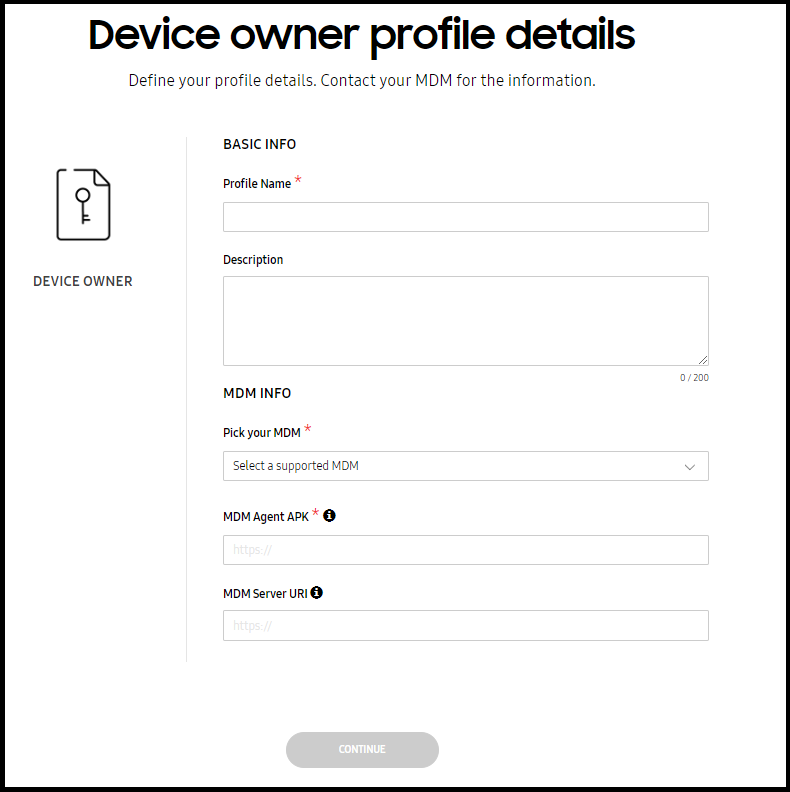 Device owner profile details
Define your profile details. Contact your MDM for the information.
DEVICE OWNER
BASIC INFO
Profile Name *
Description
0 / 200
MDM INFO
Pick your MDM *
Select a supported MDM
MDM Agent APK *
https://
MDM Server URI
https://
CONTINUE